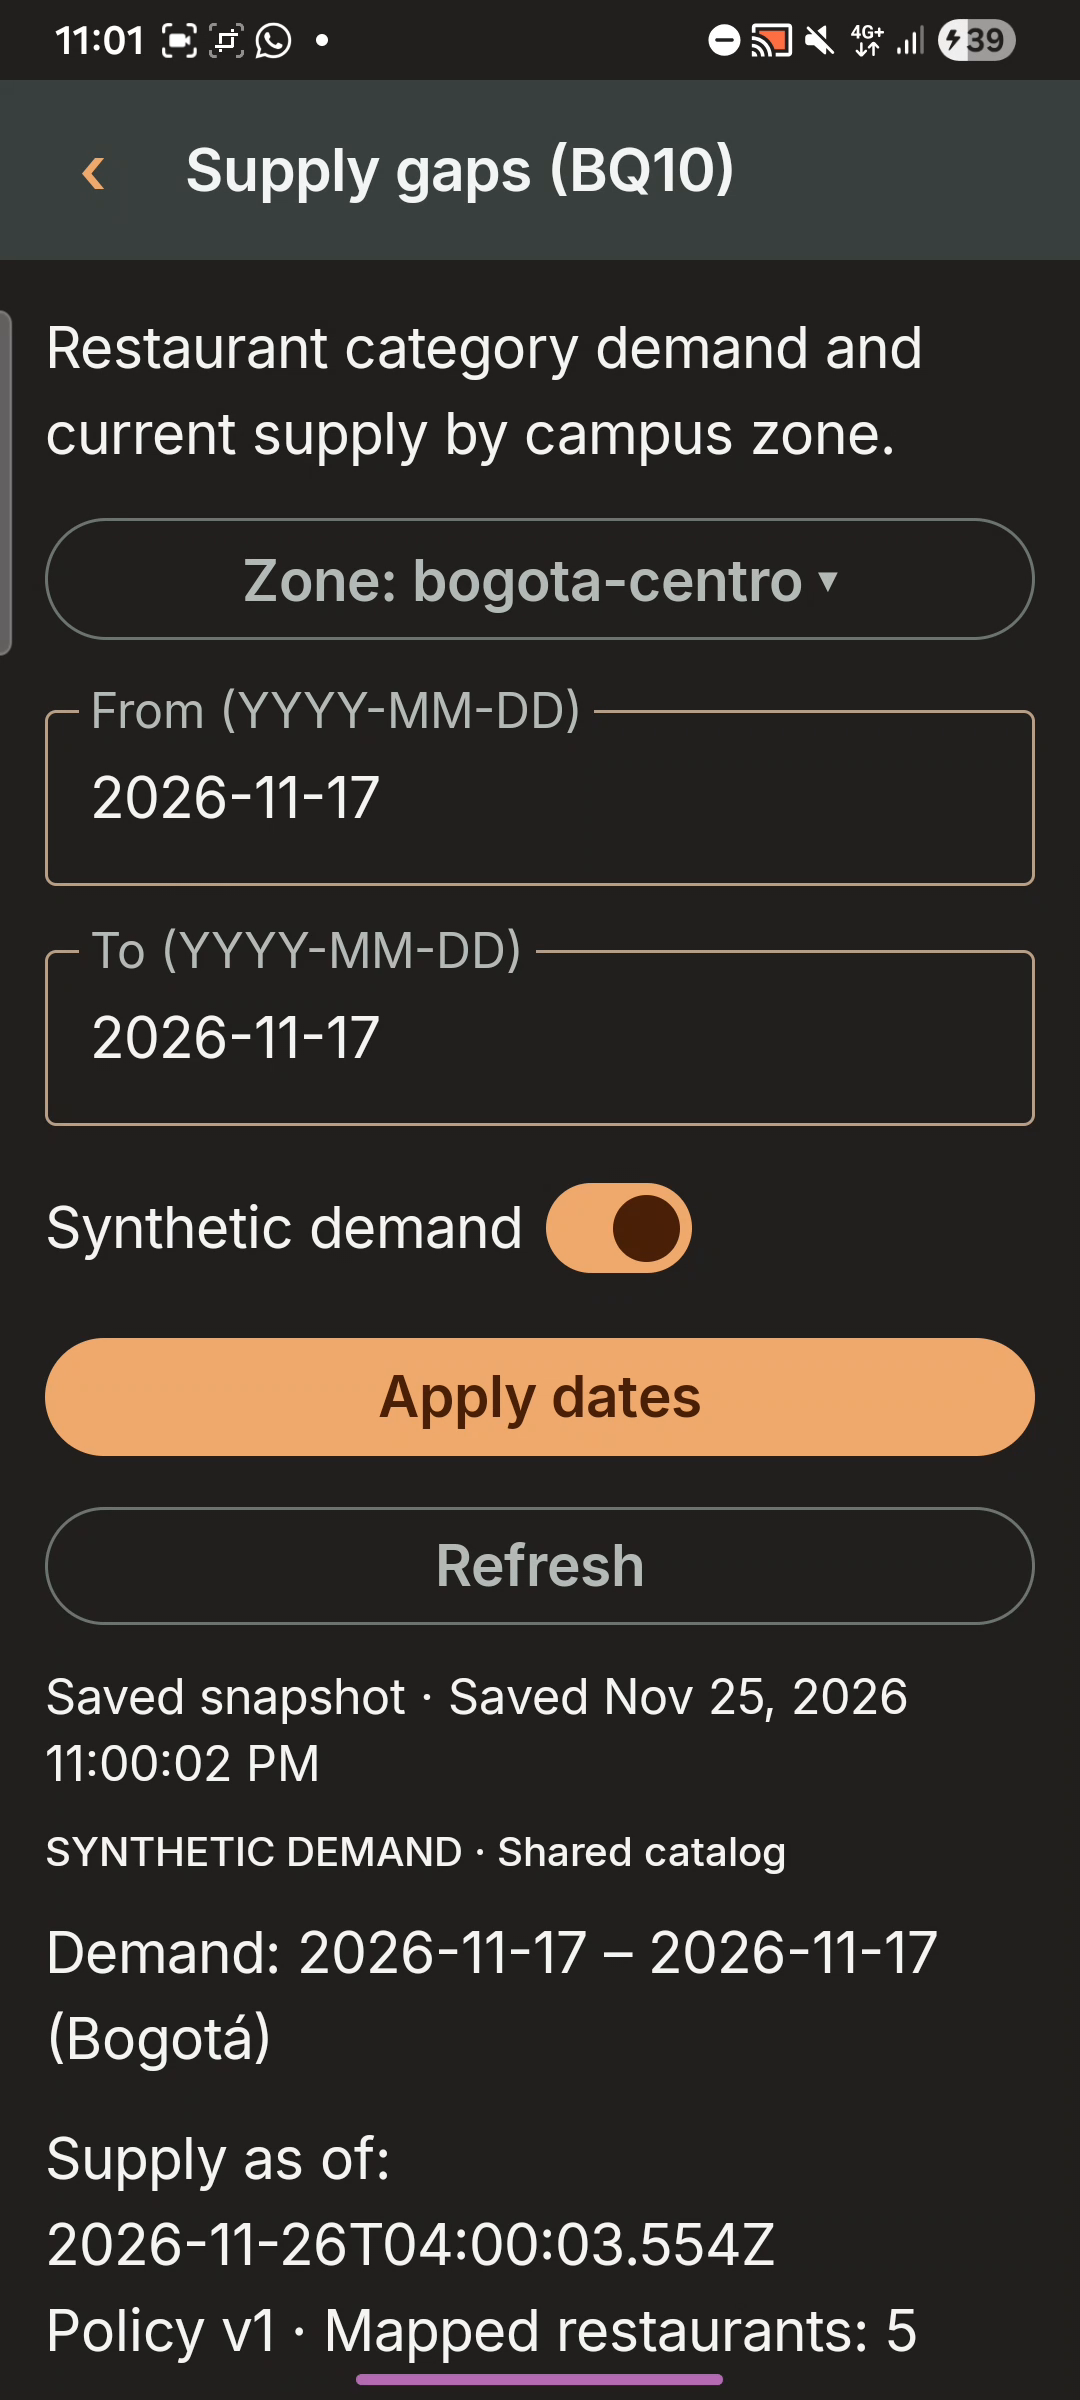 11:01
4G+
39
‹ Supply gaps (BQ10)
Restaurant category demand and
current supply by campus zone.
Zone: bogota-centro ▾
From (YYYY-MM-DD)
2026-11-17
To (YYYY-MM-DD)
2026-11-17
Synthetic demand
Apply dates
Refresh
Saved snapshot · Saved Nov 25, 2026
11:00:02 PM
SYNTHETIC DEMAND · Shared catalog
Demand: 2026-11-17 – 2026-11-17
(Bogotá)
Supply as of:
2026-11-26T04:00:03.554Z
Policy v1 · Mapped restaurants: 5